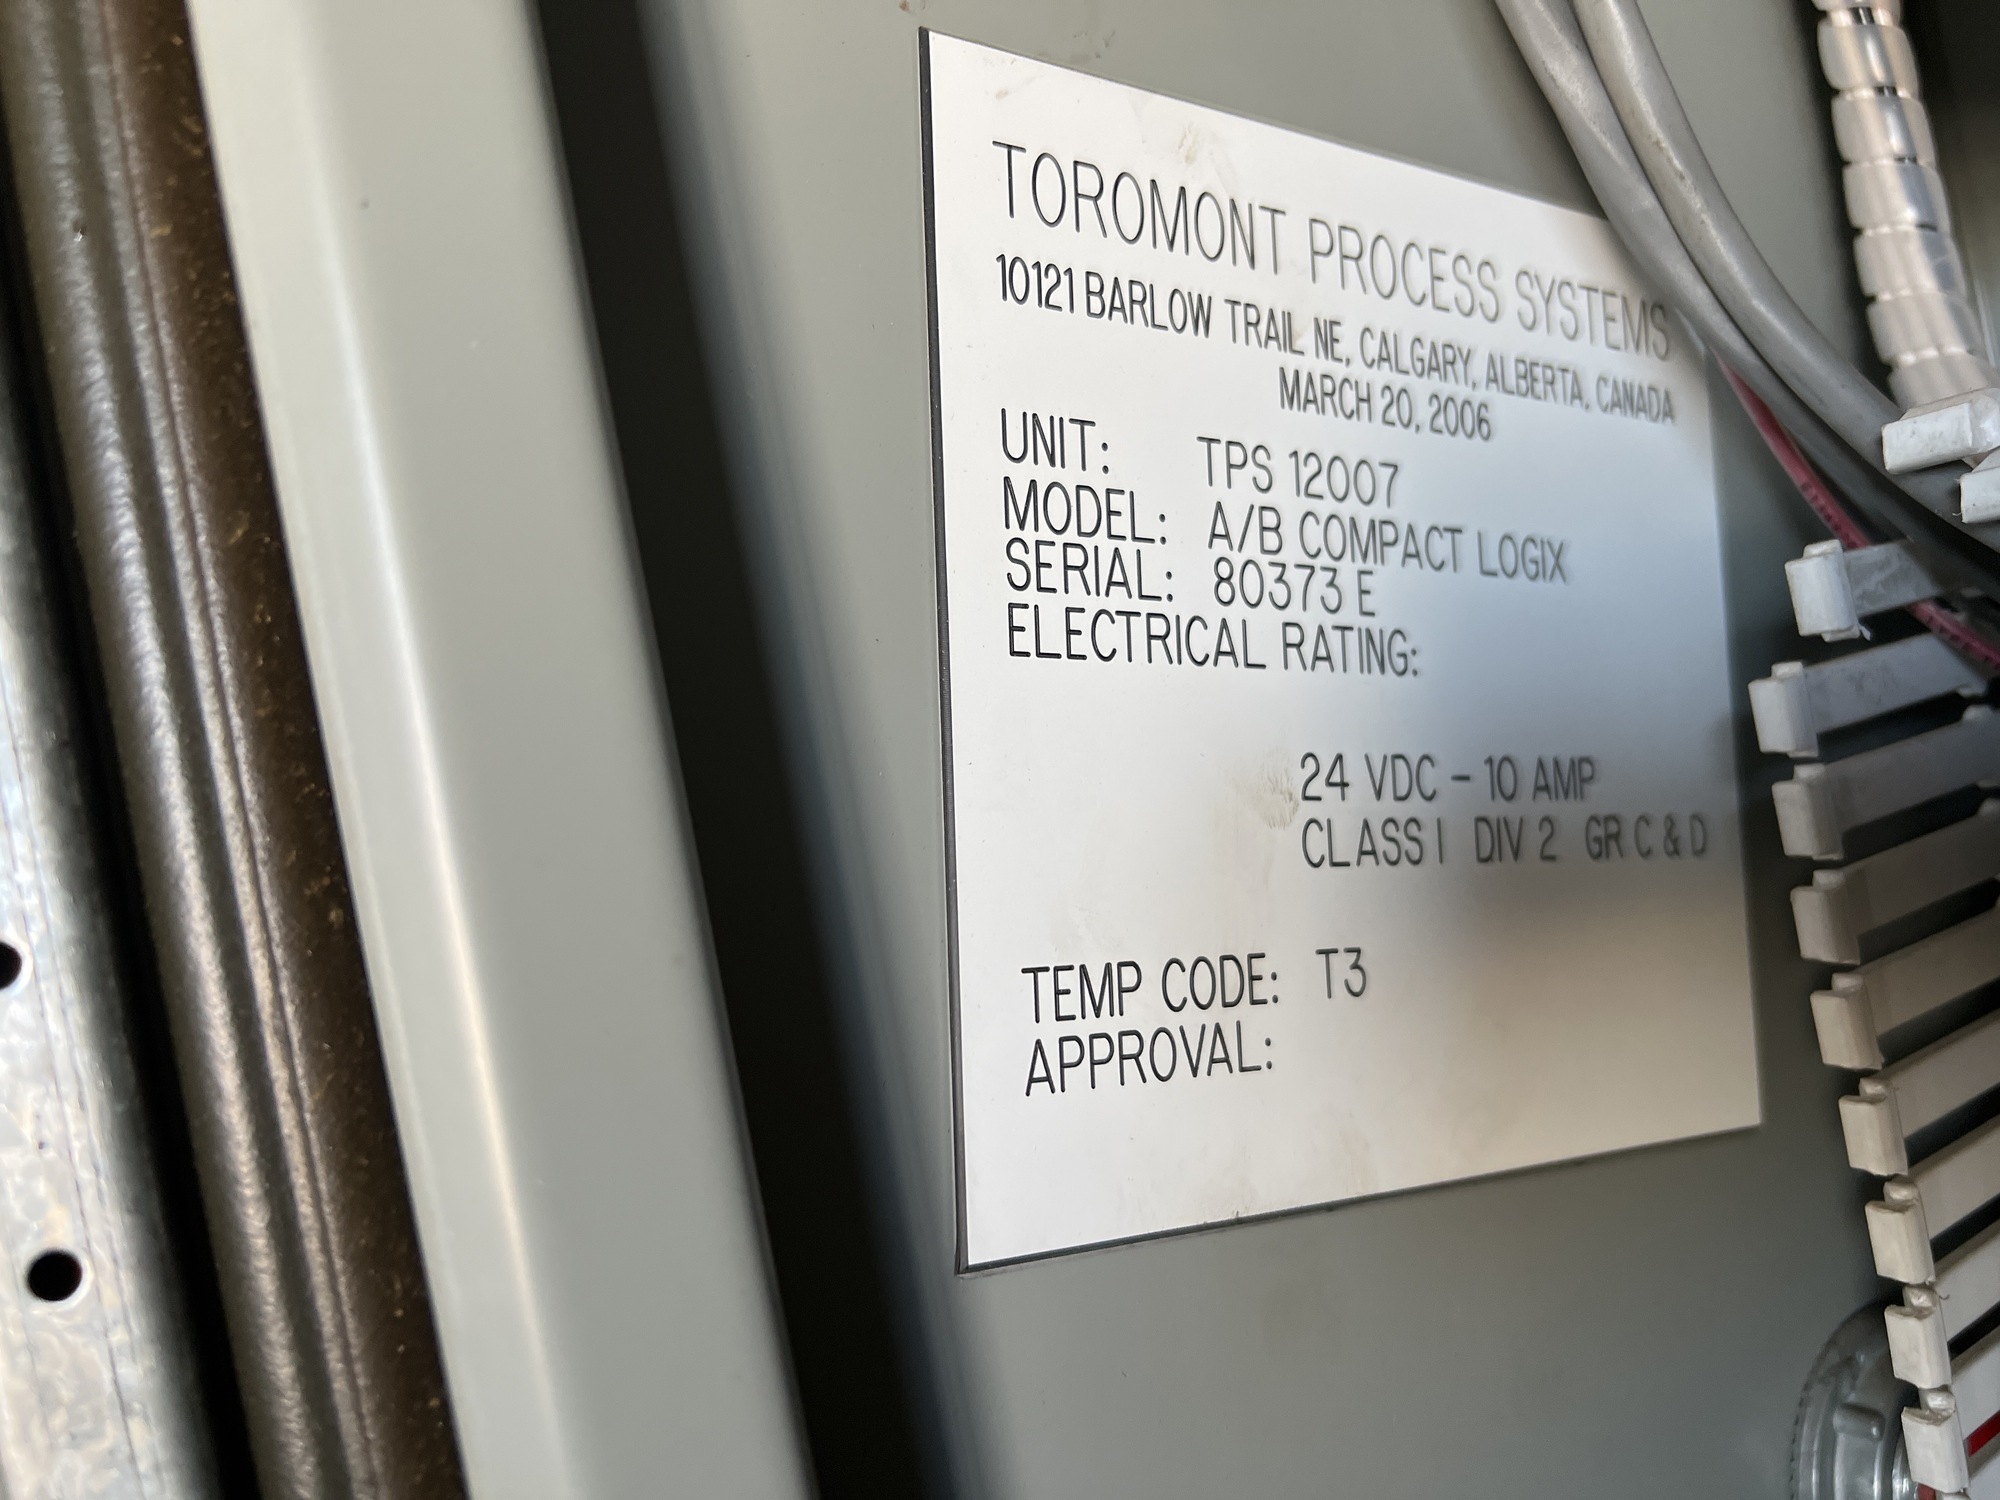 TOROMONT PROCESS SYSTEMS
10121 BARLOW TRAIL NE, CALGARY, ALBERTA, CANADA
MARCH 20, 2006
UNIT: TPS 12007
MODEL: A/B COMPACT LOGIX
SERIAL: 80373 E
ELECTRICAL RATING:
24 VDC - 10 AMP
CLASS I DIV 2 GR C & D
TEMP CODE: T3
APPROVAL: